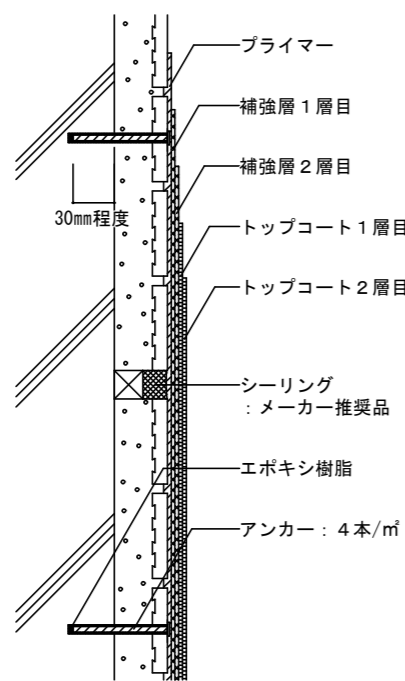 プライマー
補強層１層目
補強層２層目
30㎜程度
トップコート１層目
トップコート２層目
シーリング
：メーカー推奨品
エポキシ樹脂
アンカー：４本/㎡